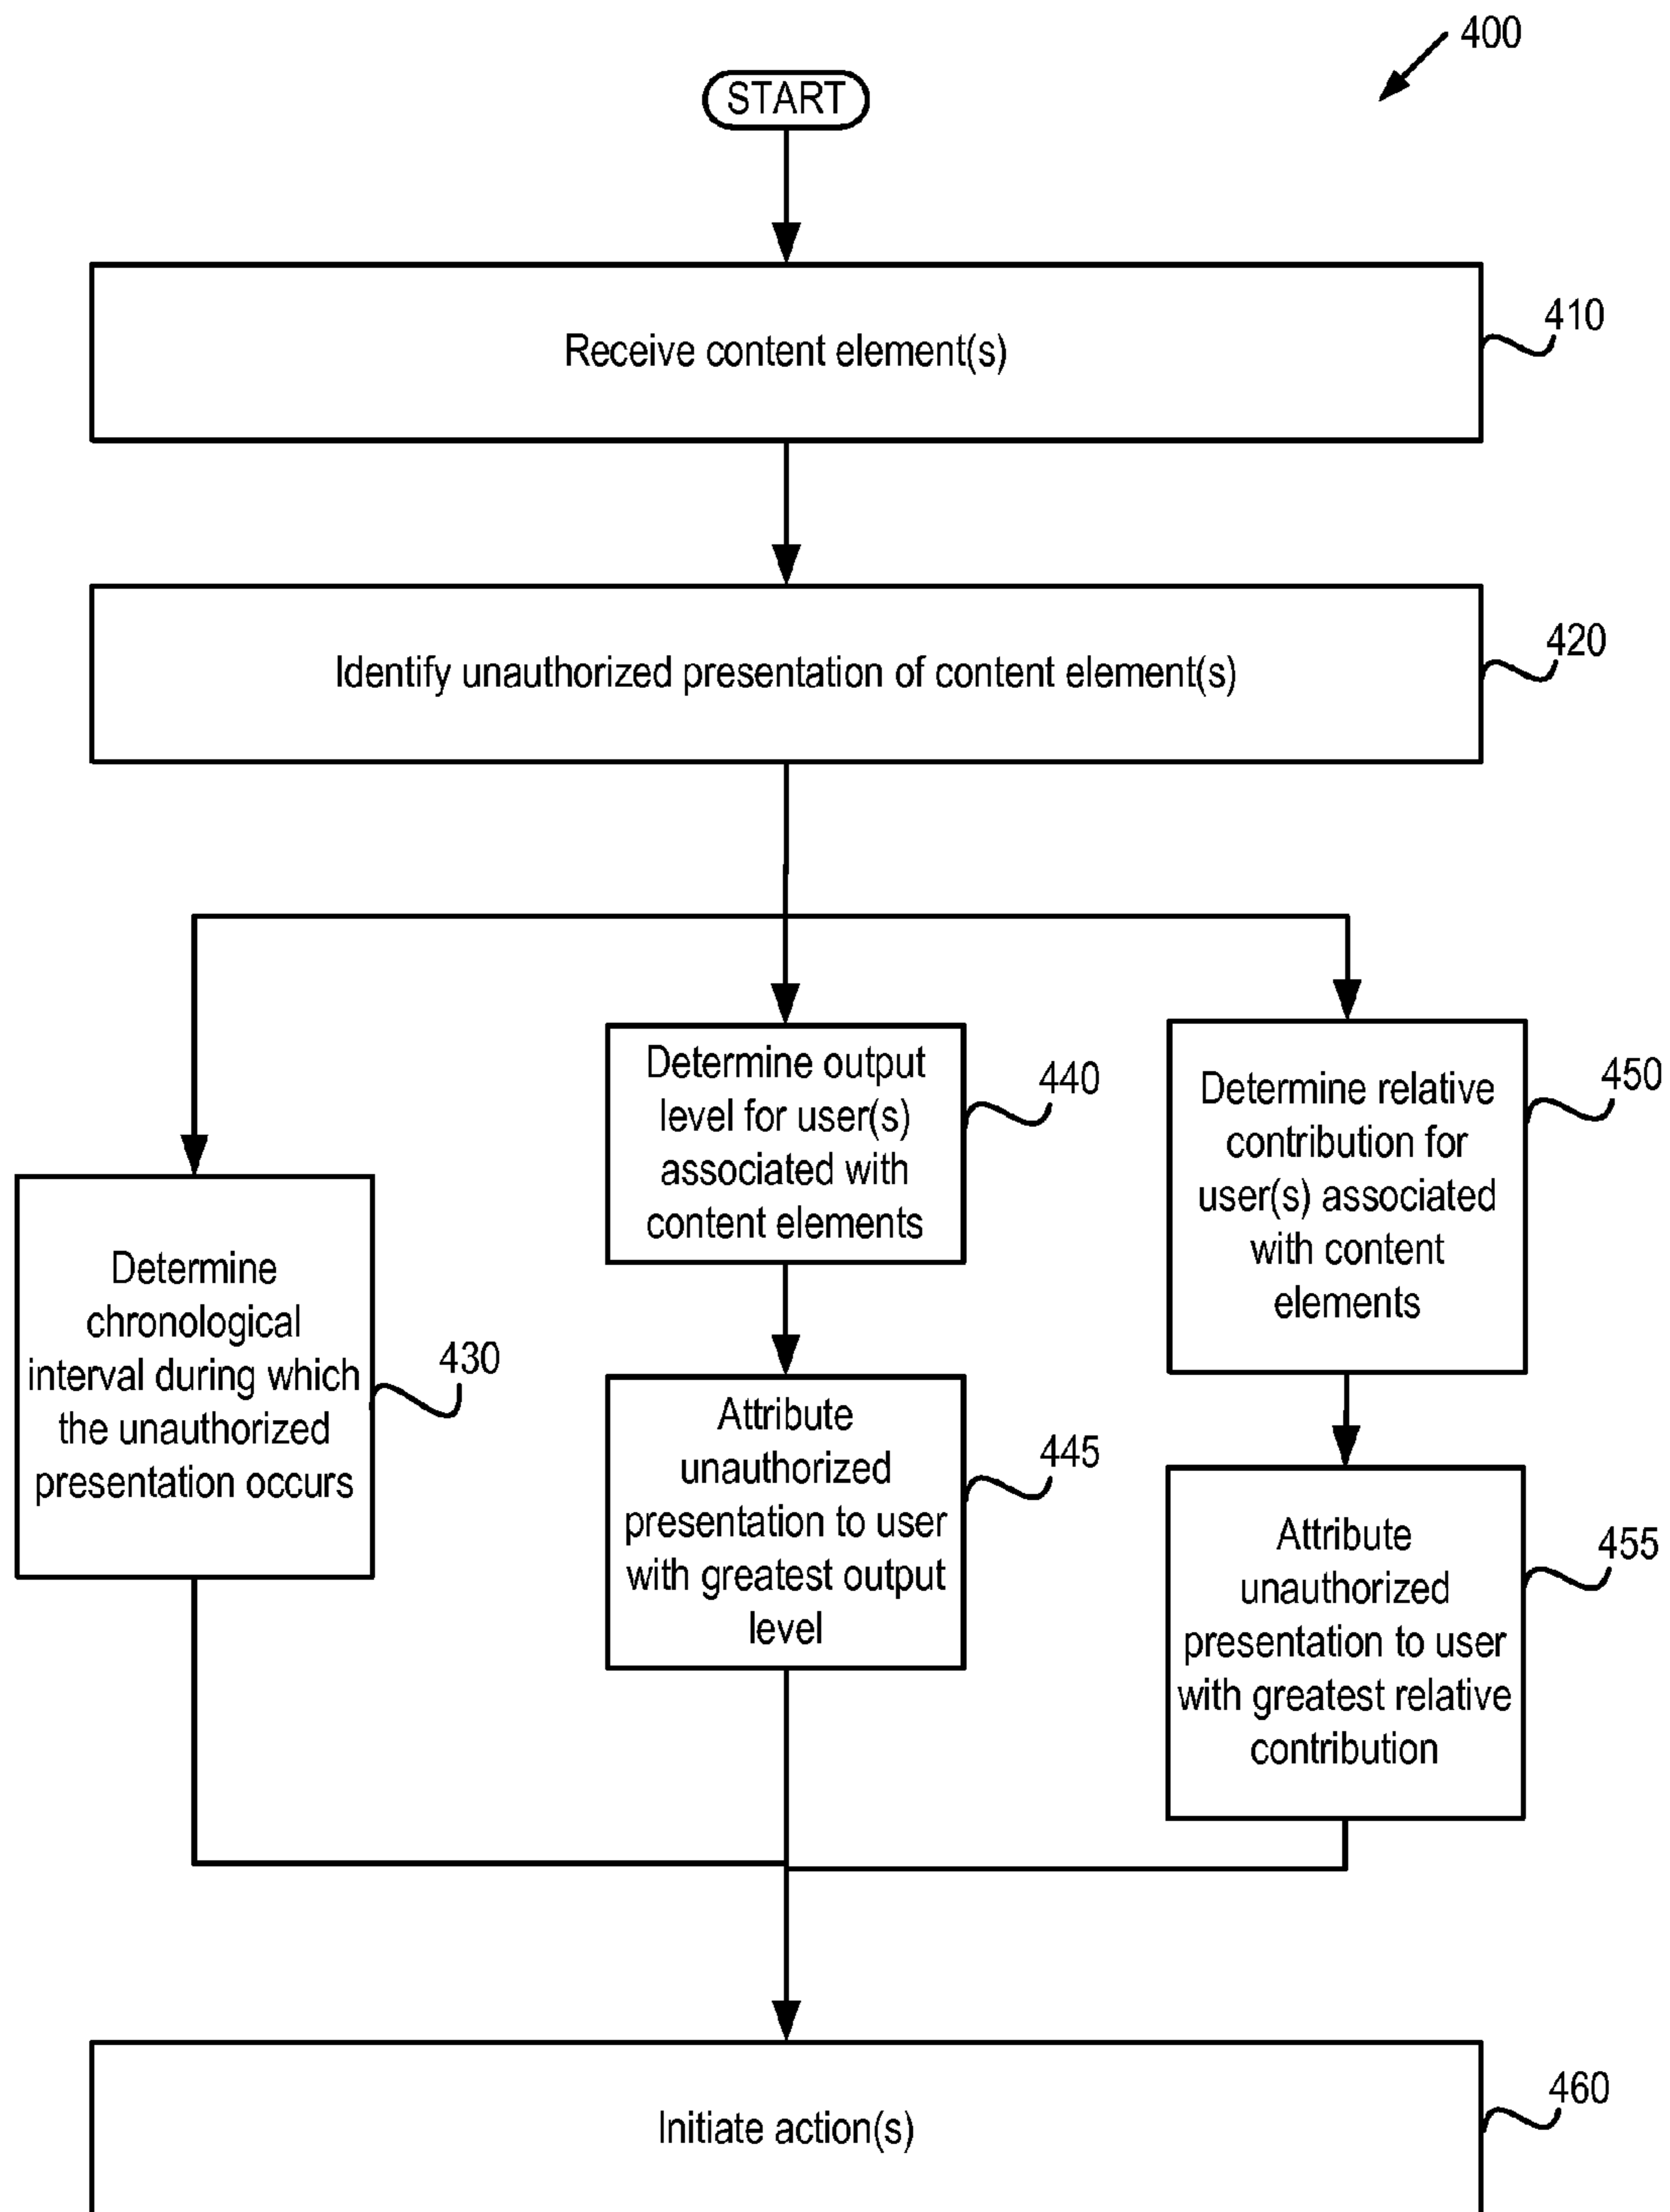 400
START
Receive content element(s)
410
Identify unauthorized presentation of content element(s)
420
Determine
chronological
interval during which
the unauthorized
presentation occurs
430
Determine output
level for user(s)
associated with
content elements
440
Attribute
unauthorized
presentation to user
with greatest output
level
445
Determine relative
contribution for
user(s) associated
with content
elements
450
Attribute
unauthorized
presentation to user
with greatest relative
contribution
455
Initiate action(s)
460